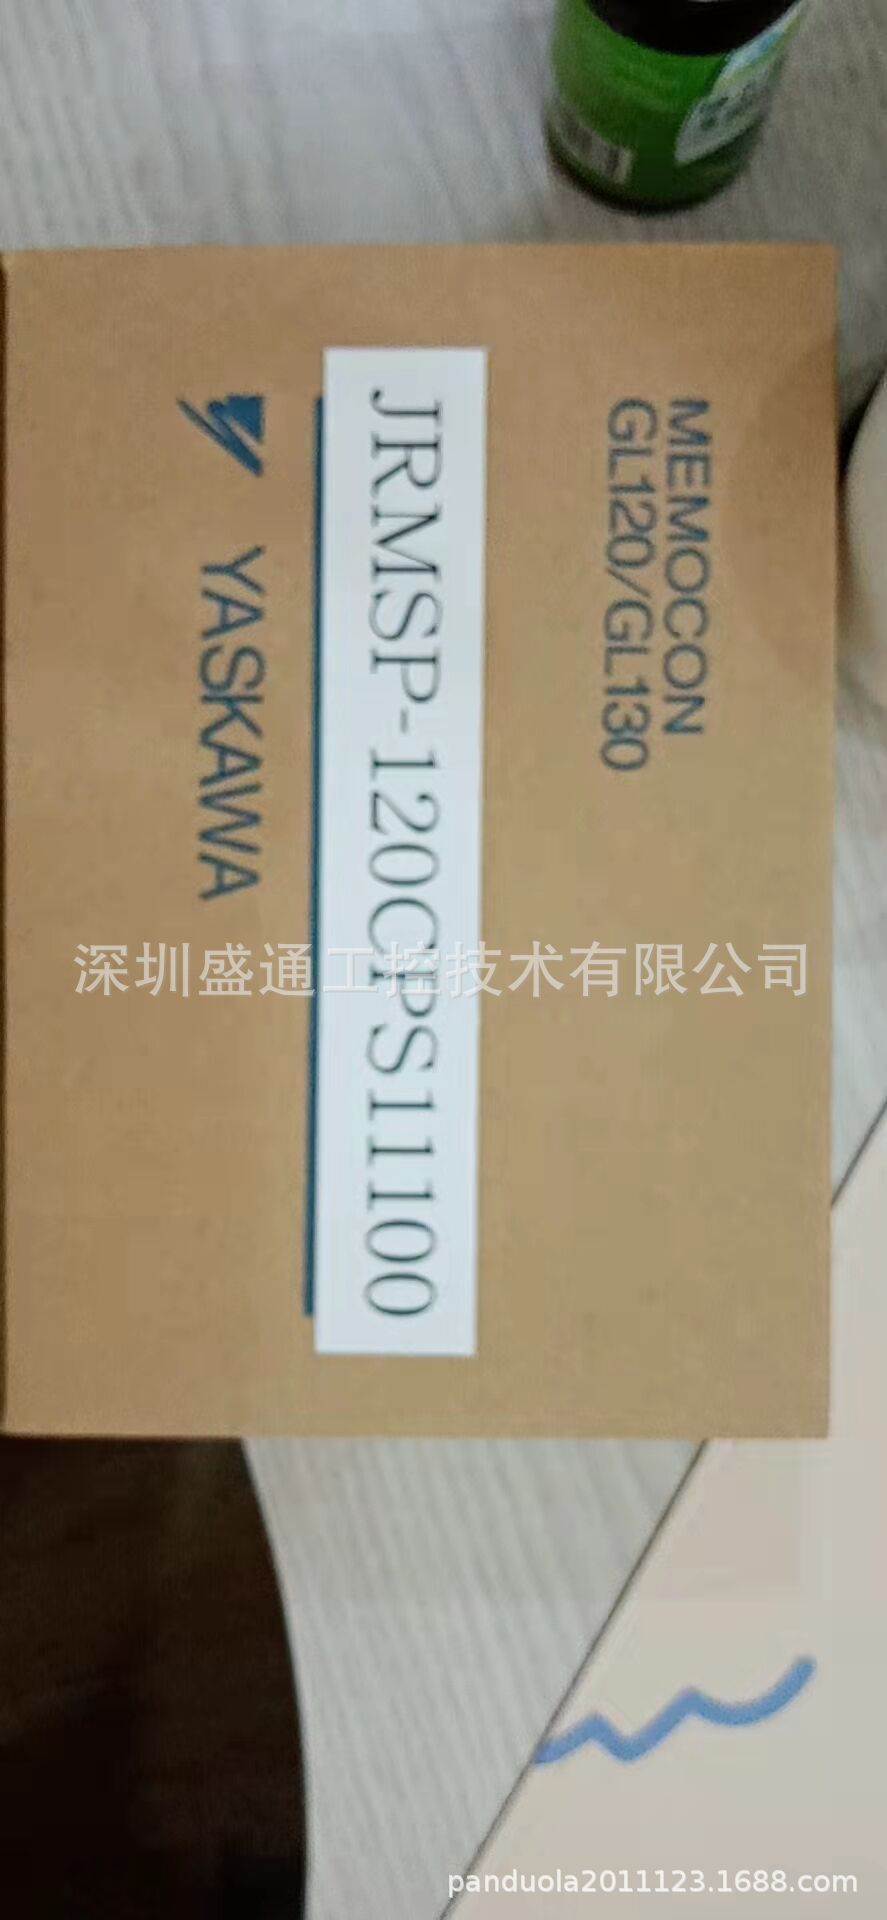 MEMOCON
GL120/GL130
JRMSP-120CPS11100
YASKAWA
深圳盛通工控技术有限公司
panduola2011123.1688.com